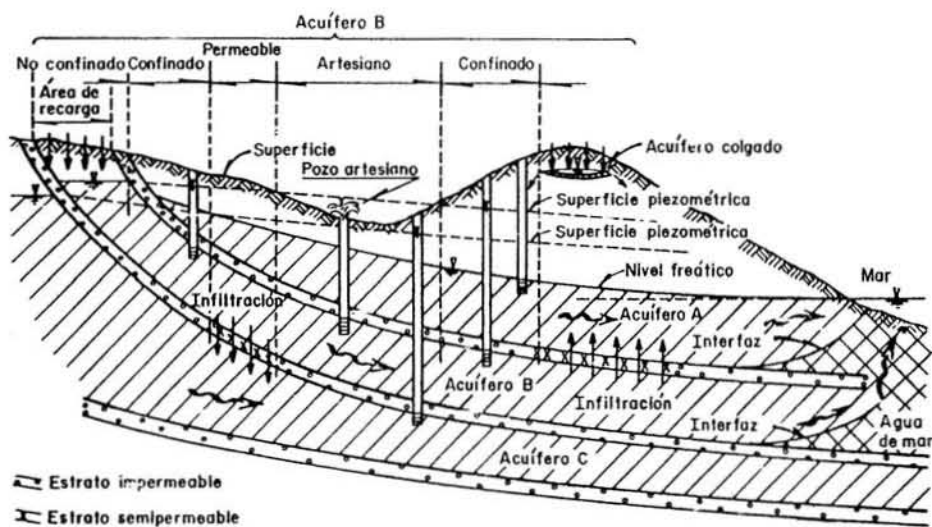 Acuífero B
No confinado
Confinado
Permeable
Artesiano
Confinado
Área de
recarga
Superficie
Pozo artesiano
Acuífero colgado
Superficie piezométrica
Superficie piezométrica
Nivel freático
Mar
Infiltración
Acuífero A
Interfaz
Acuífero B
Infiltración
Interfaz
Agua
de mar
Acuífero C
Estrato impermeable
Estrato semipermeable